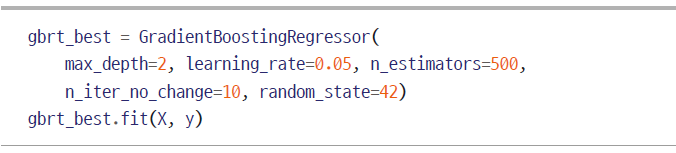 gbrt_best = GradientBoostingRegressor(
    max_depth=2, learning_rate=0.05, n_estimators=500,
    n_iter_no_change=10, random_state=42)
gbrt_best.fit(X, y)